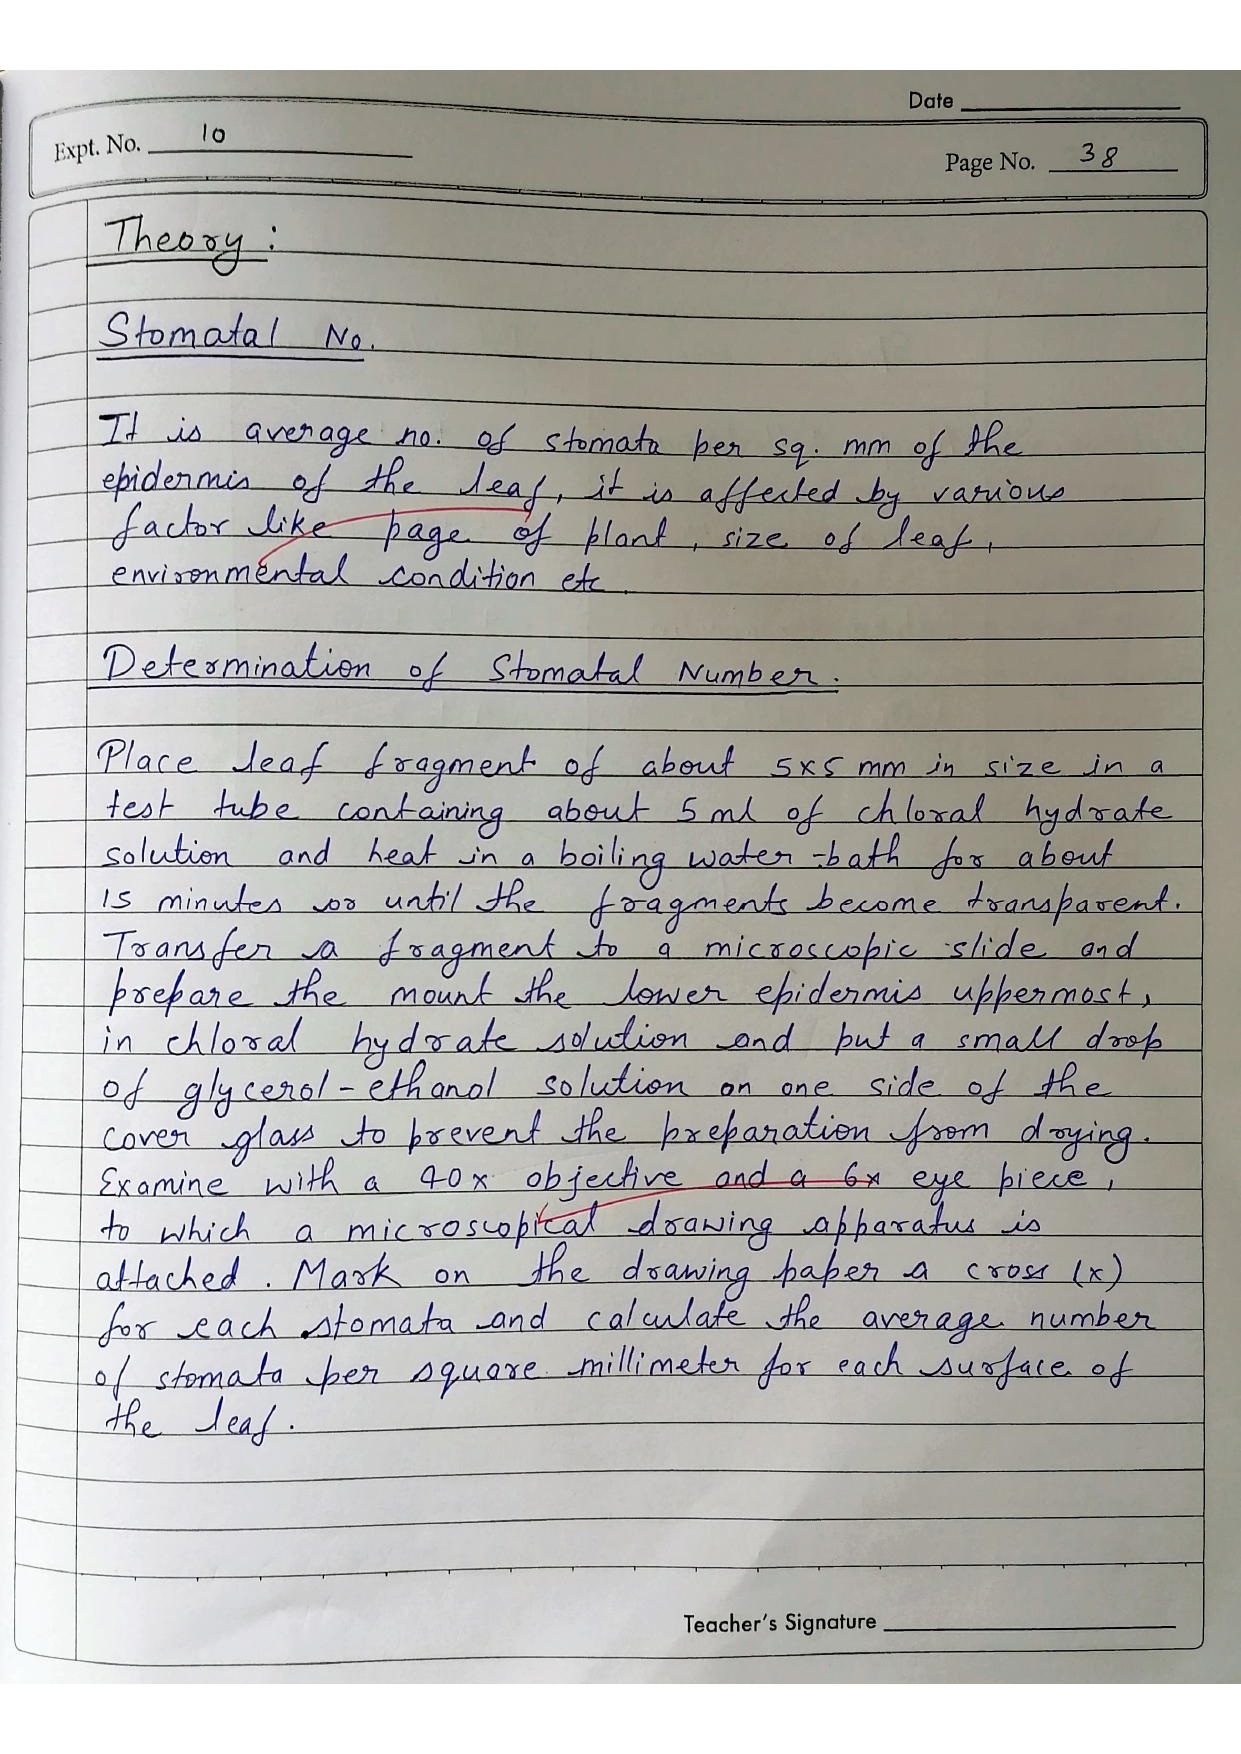 Date
Expt. No. 10
Page No. 38
Theory :
Stomatal No.
It is average no. of stomata per sq. mm of the
epidermis of the leaf, it is affected by various
factor like page of plant, size of leaf,
environmental condition etc.
Determination of Stomatal Number.
Place leaf fragment of about 5x5 mm in size in a
test tube containing about 5 ml of chloral hydrate
solution and heat in a boiling water-bath for about
15 minutes or until the fragments become transparent.
Transfer a fragment to a microscopic slide and
prepare the mount the lower epidermis uppermost,
in chloral hydrate solution and put a small drop
of glycerol-ethanol solution on one side of the
cover glass to prevent the preparation from drying.
Examine with a 40x objective and a 6x eye piece,
to which a microscopical drawing apparatus is
attached. Mark on the drawing paper a cross (x)
for each stomata and calculate the average number
of stomata per square millimeter for each surface of
the leaf.
Teacher's Signature